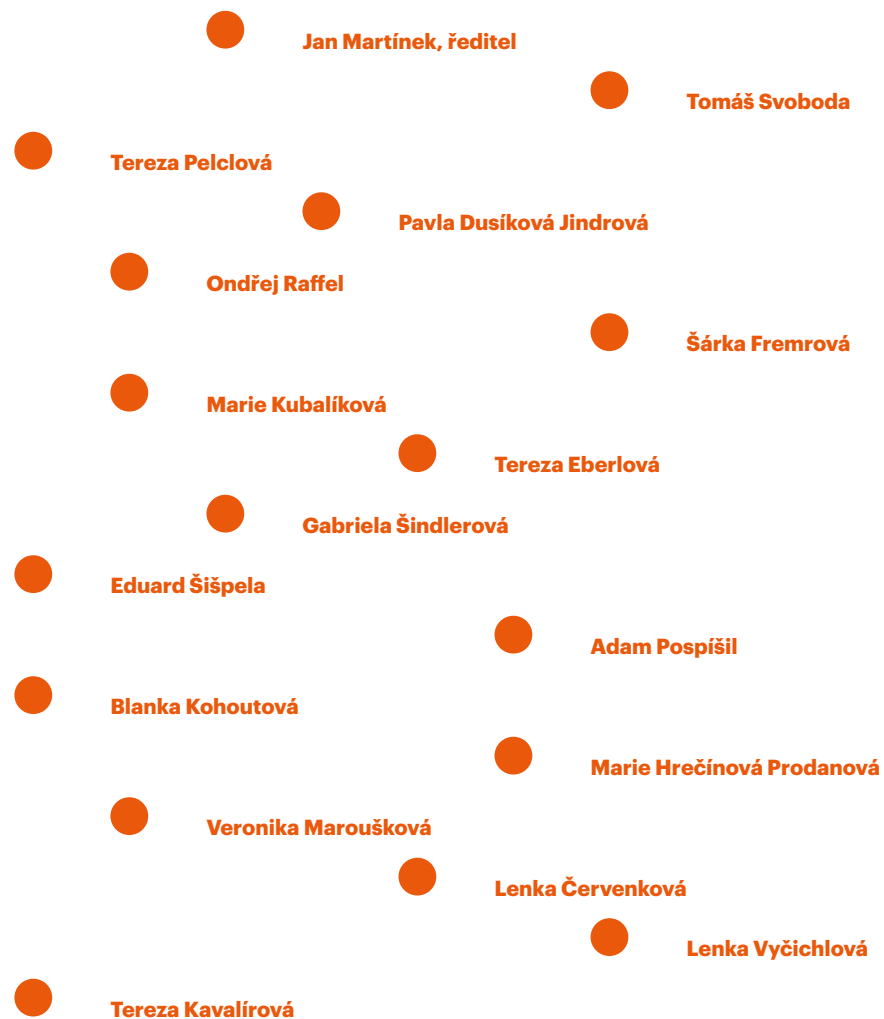 Jan Martínek, ředitel
Tomáš Svoboda
Tereza Pelclová
Pavla Dusíková Jindrová
Ondřej Raffel
Šárka Fremrová
Marie Kubalíková
Tereza Eberlová
Gabriela Šindlerová
Eduard Šišpela
Adam Pospíšil
Blanka Kohoutová
Marie Hrečínová Prodanová
Veronika Maroušková
Lenka Červenková
Lenka Vyčichlová
Tereza Kavalírová